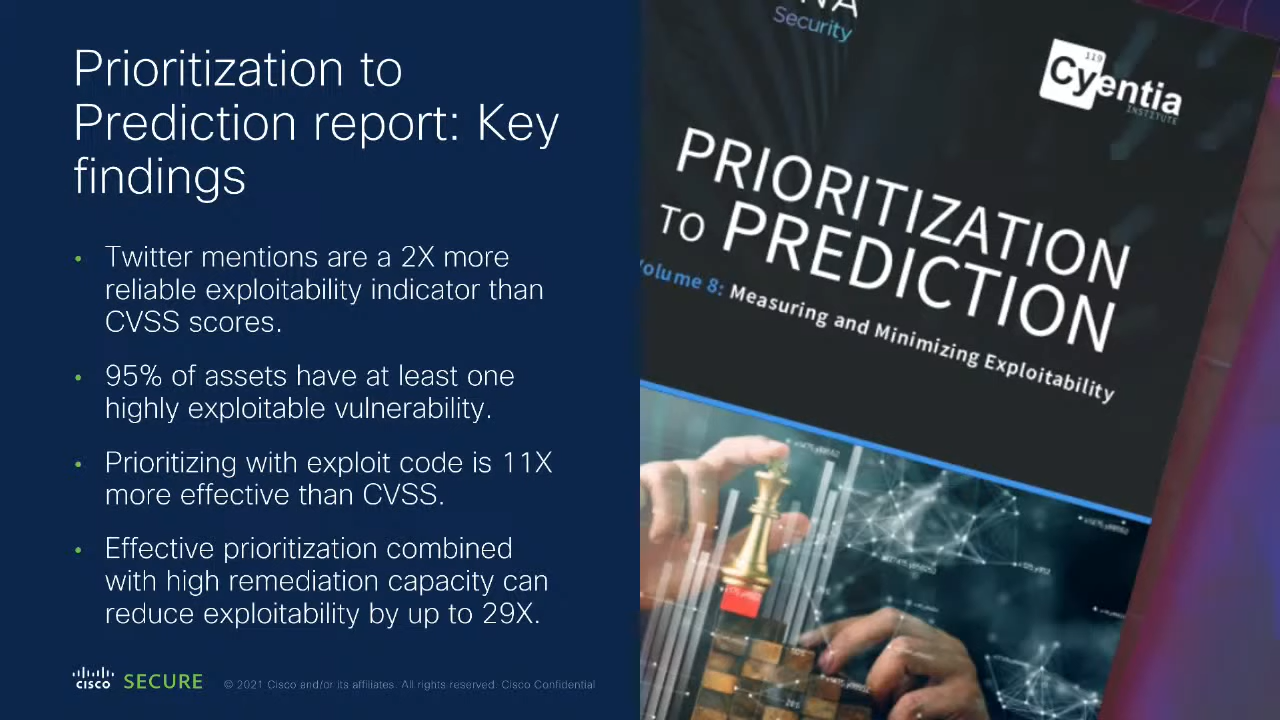 Prioritization to
Prediction report: Key
findings
• Twitter mentions are a 2X more
reliable exploitability indicator than
CVSS scores.
• 95% of assets have at least one
highly exploitable vulnerability.
• Prioritizing with exploit code is 11X
more effective than CVSS.
• Effective prioritization combined
with high remediation capacity can
reduce exploitability by up to 29X.
CISCO SECURE
© 2021 Cisco and/or its affiliates. All rights reserved. Cisco Confidential
Security
119
Cyentia
INSTITUTE
PRIORITIZATION
TO PREDICTION
olume 8: Measuring and Minimizing Exploitability